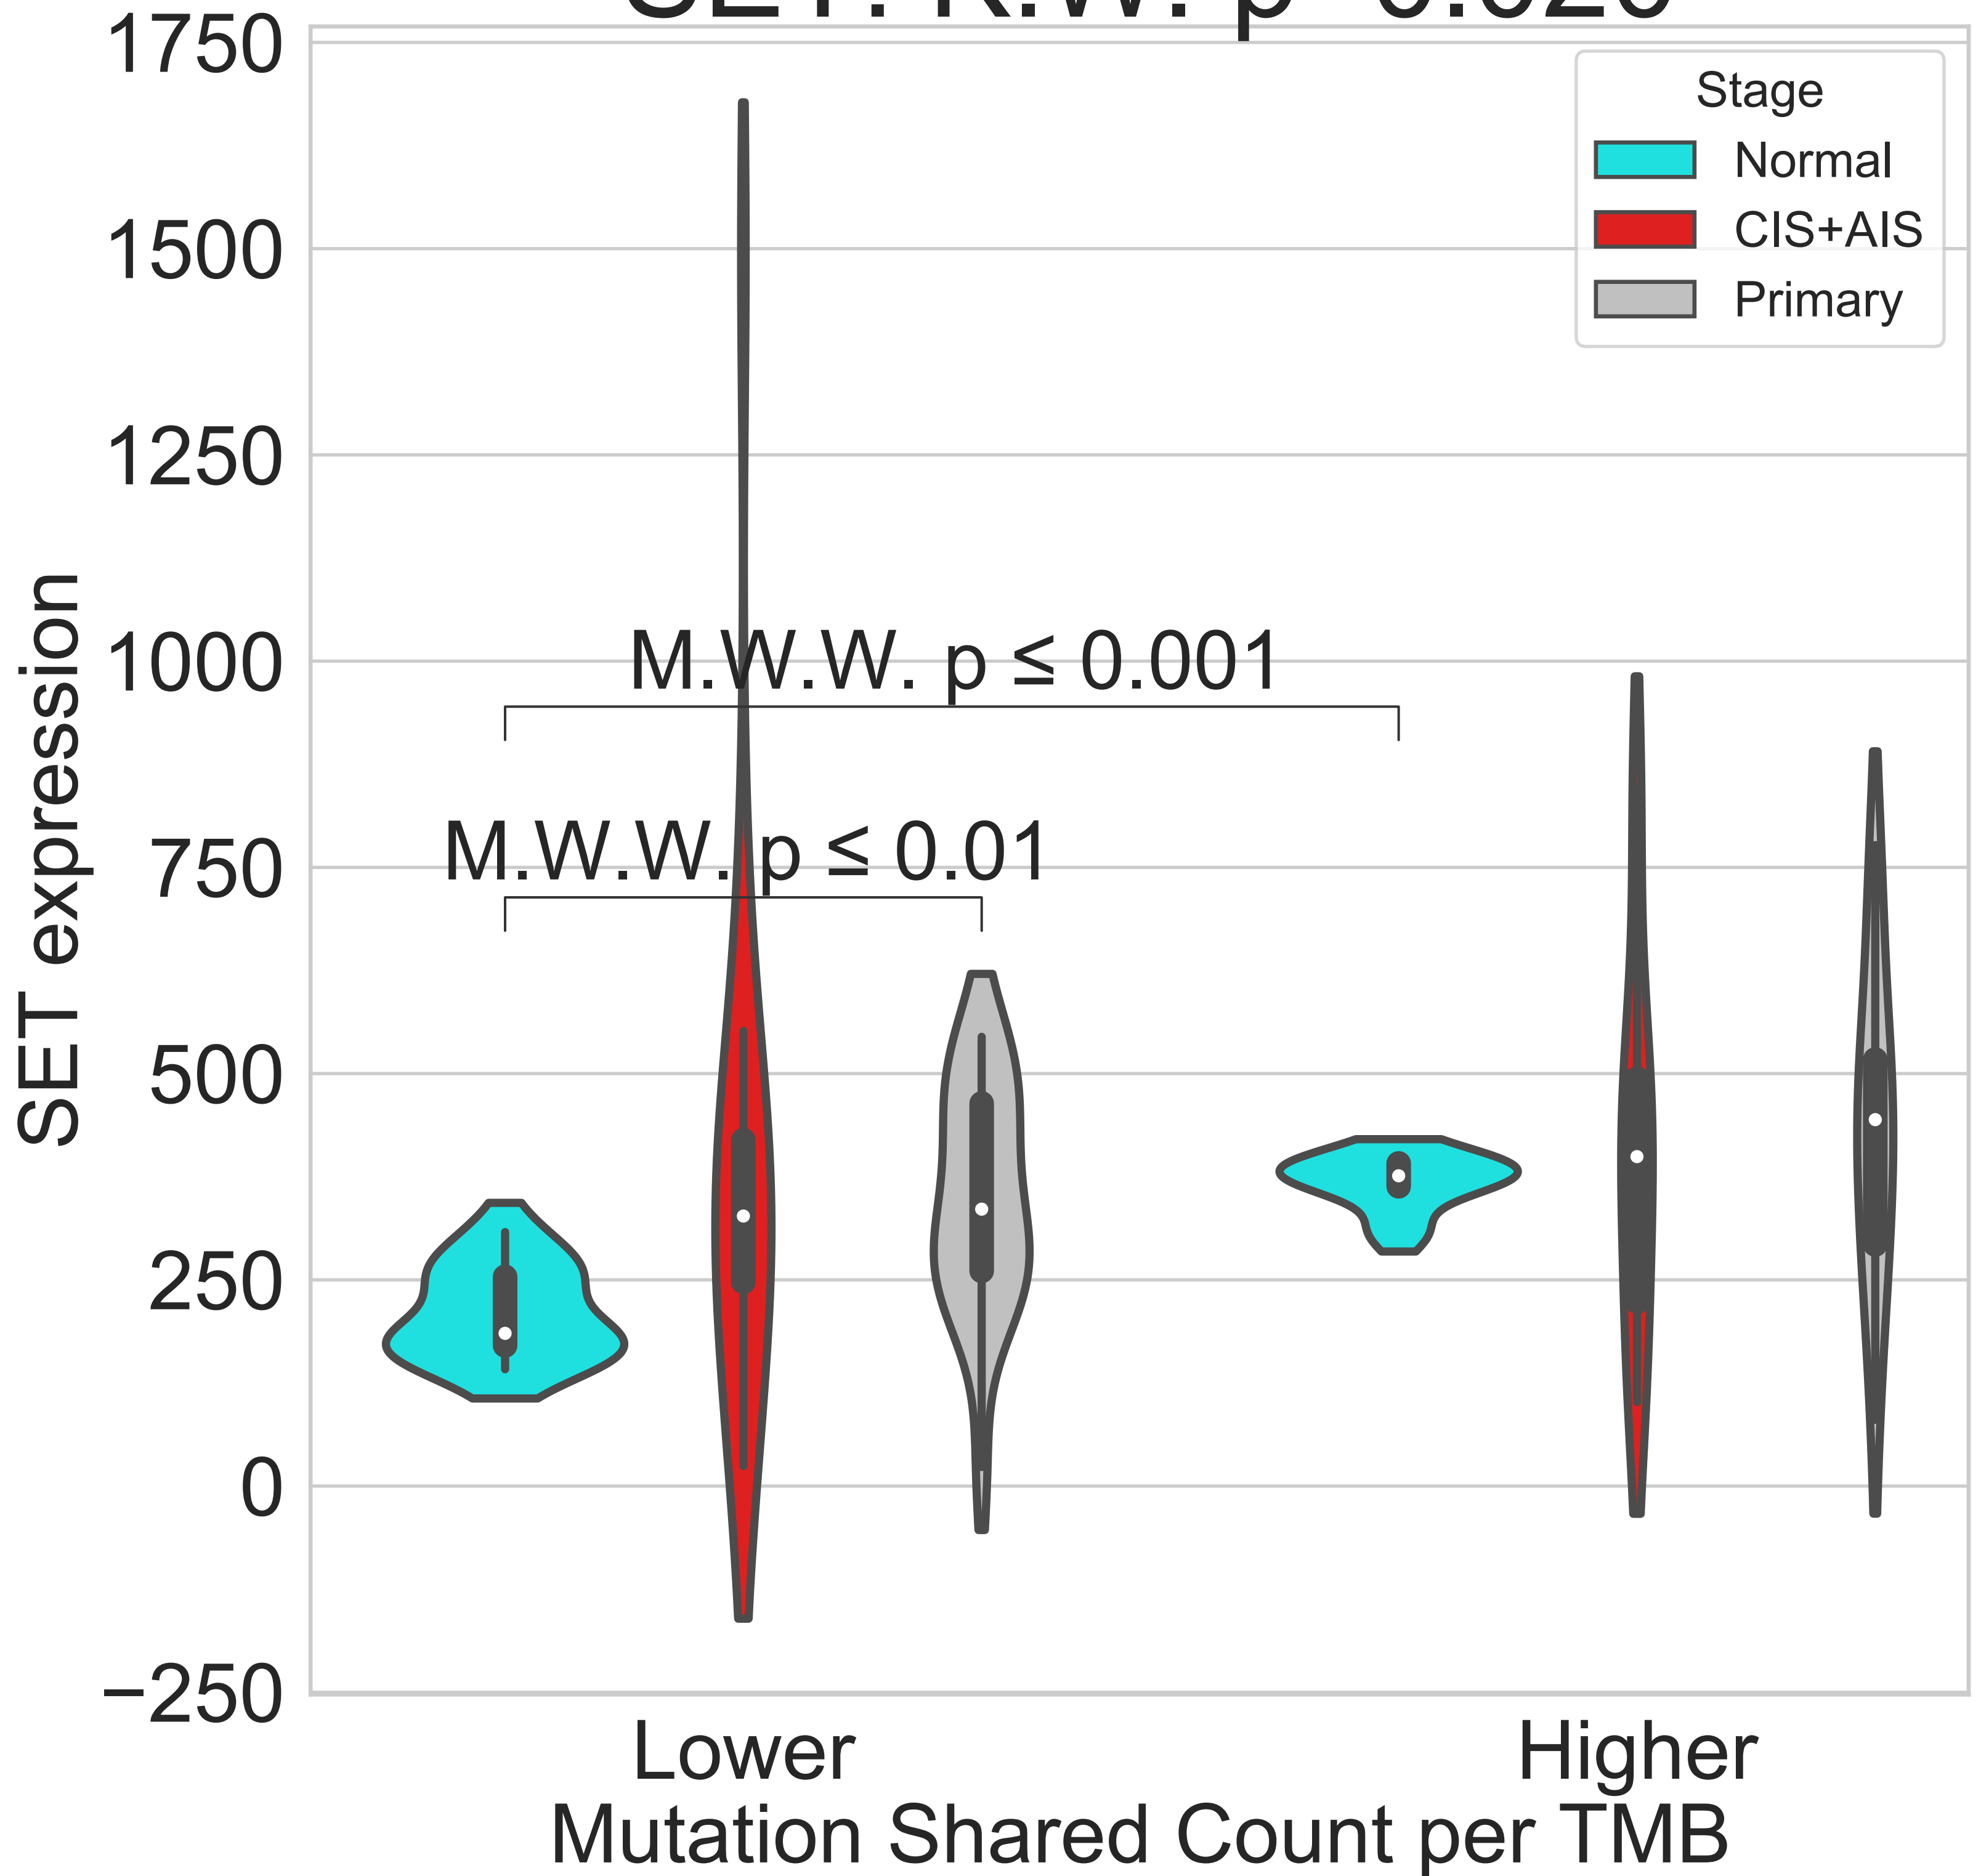 1750
1500
1250
1000
750
500
250
0
−250
SET expression
Stage
Normal
CIS+AIS
Primary
M.W.W. p ≤ 0.001
M.W.W. p ≤ 0.01
Lower
Higher
Mutation Shared Count per TMB